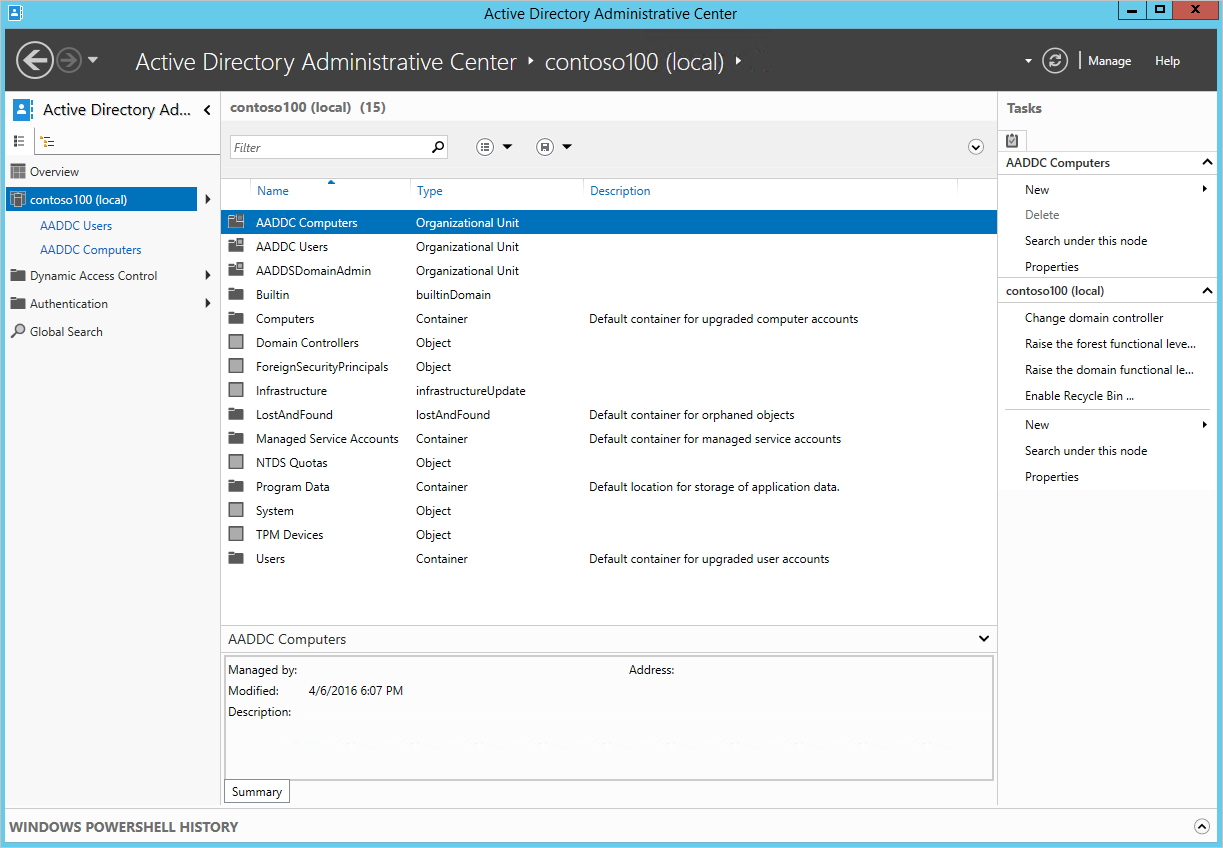 Active Directory Administrative Center
Active Directory Administrative Center contoso100 (local)
Manage Help
Active Directory Ad...
Overview
contoso100 (local)
AADDC Users
AADDC Computers
Dynamic Access Control
Authentication
Global Search
contoso100 (local) (15)
Filter
Name Type Description
AADDC Computers Organizational Unit
AADDC Users Organizational Unit
AADDSDomainAdmin Organizational Unit
Builtin builtinDomain
Computers Container Default container for upgraded computer accounts
Domain Controllers Object
ForeignSecurityPrincipals Object
Infrastructure infrastructureUpdate
LostAndFound lostAndFound Default container for orphaned objects
Managed Service Accounts Container Default container for managed service accounts
NTDS Quotas Object
Program Data Container Default location for storage of application data.
System Object
TPM Devices Object
Users Container Default container for upgraded user accounts
AADDC Computers
Managed by: Address:
Modified: 4/6/2016 6:07 PM
Description:
Summary
Tasks
AADDC Computers
New
Delete
Search under this node
Properties
contoso100 (local)
Change domain controller
Raise the forest functional leve...
Raise the domain functional le...
Enable Recycle Bin ...
New
Search under this node
Properties
WINDOWS POWERSHELL HISTORY